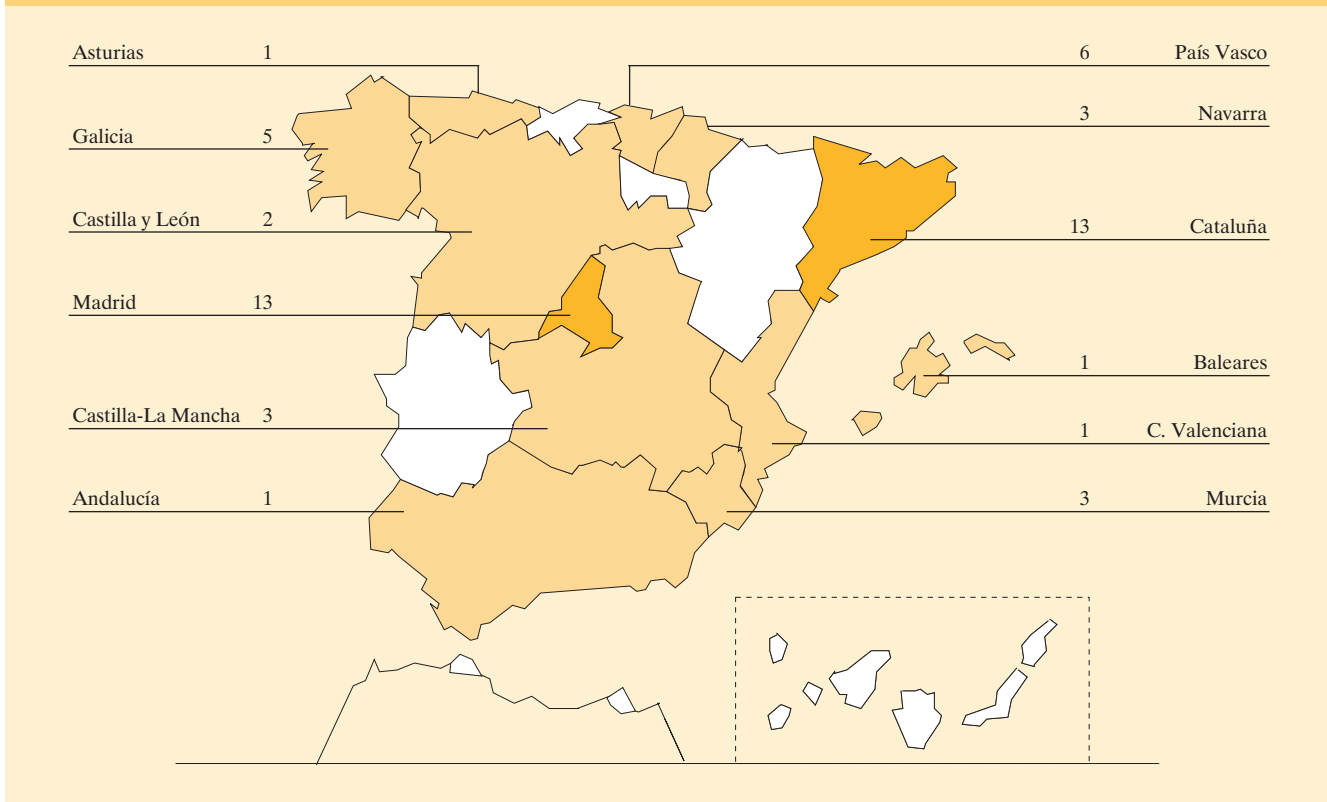 Asturias 1
Galicia 5
Castilla y León 2
Madrid 13
Castilla-La Mancha 3
Andalucía 1
6 País Vasco
3 Navarra
13 Cataluña
1 Baleares
1 C. Valenciana
3 Murcia